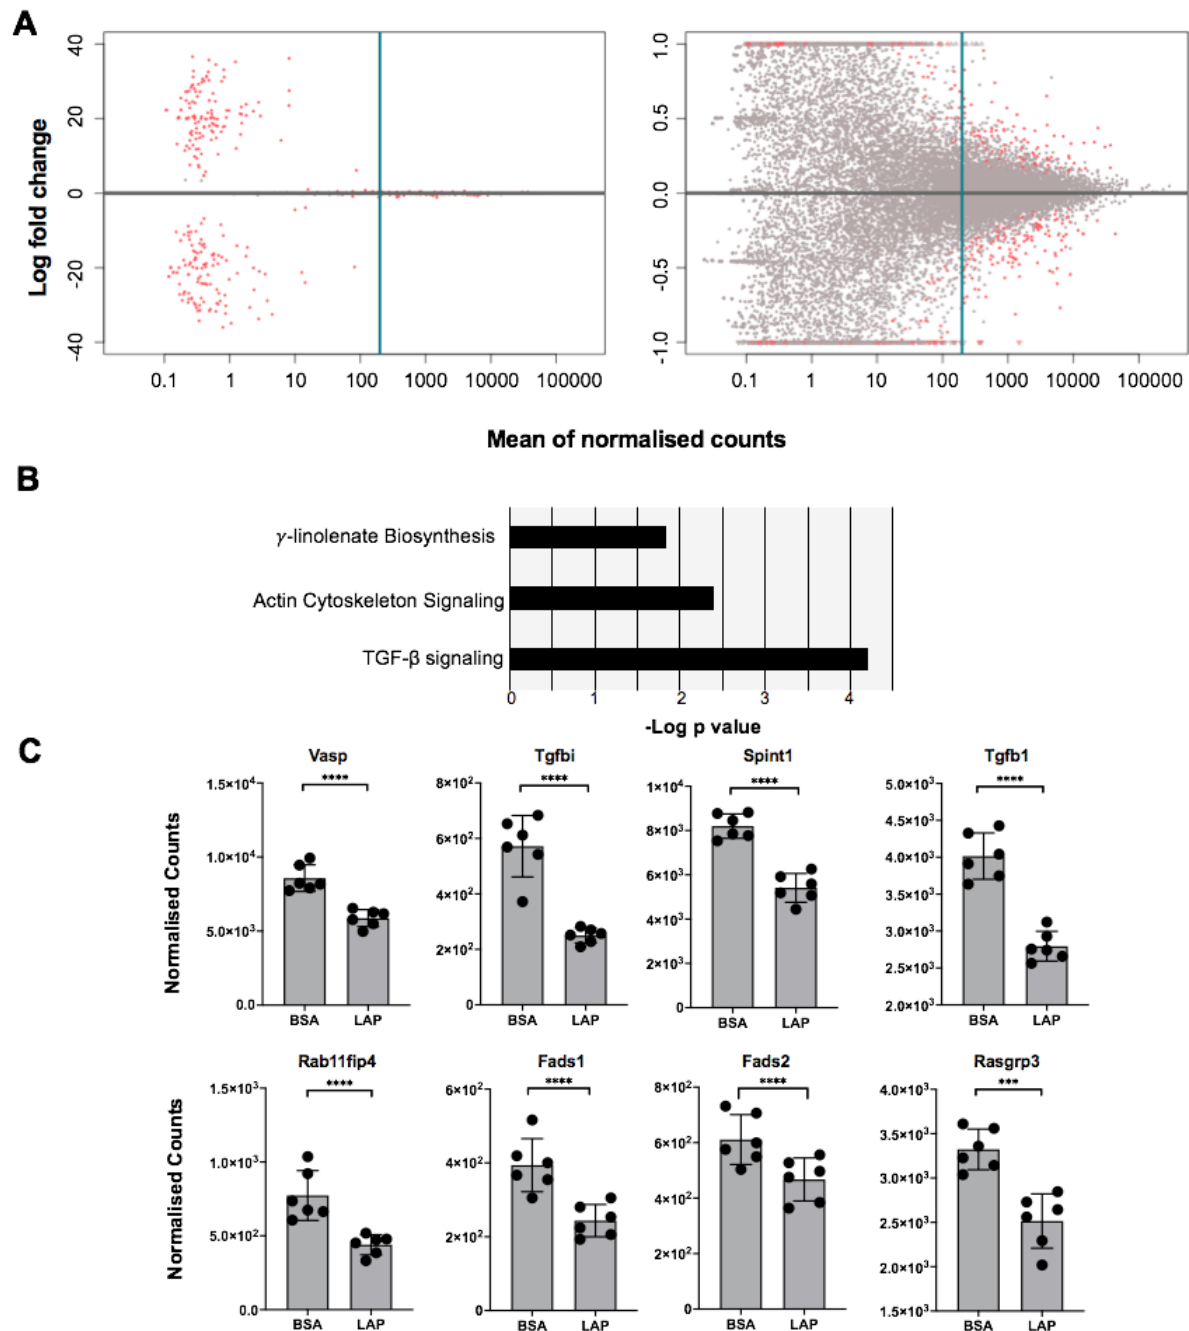 A
Log fold change
40
20
0
-20
-40
0.1 1 10 100 1000 10000 100000
1.0
0.5
0.0
-0.5
-1.0
0.1 1 10 100 1000 10000 100000
Mean of normalised counts
B
γ-linolenate Biosynthesis
Actin Cytoskeleton Signaling
TGF-β signaling
0 1 2 3 4
-Log p value
C
Normalised Counts
Vasp
****
1.5×10⁴
1.0×10⁴
5.0×10³
0.0
BSA LAP
Tgfbi
****
8×10²
6×10²
4×10²
2×10²
0
BSA LAP
Spint1
****
1×10⁴
8×10³
6×10³
4×10³
2×10³
0
BSA LAP
Tgfb1
****
5.0×10³
4.5×10³
4.0×10³
3.5×10³
3.0×10³
2.5×10³
2.0×10³
BSA LAP
Normalised Counts
Rab11fip4
****
1.5×10³
1.0×10³
5.0×10²
0.0
BSA LAP
Fads1
****
6×10²
4×10²
2×10²
0
BSA LAP
Fads2
****
8×10²
6×10²
4×10²
2×10²
0
BSA LAP
Rasgrp3
***
4.0×10³
3.5×10³
3.0×10³
2.5×10³
2.0×10³
1.5×10³
BSA LAP